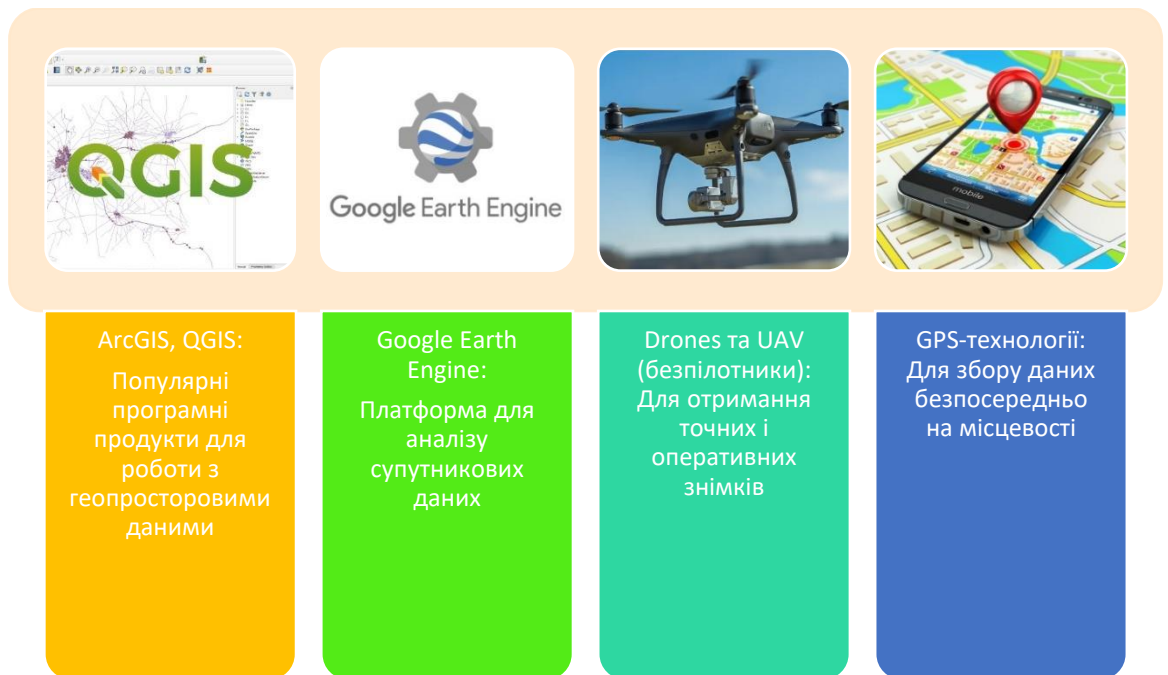 QGIS
Google Earth Engine
mobile
ArcGIS, QGIS:
Популярні
програмні
продукти для
роботи з
геопросторовими
даними
Google Earth
Engine:
Платформа для
аналізу
супутникових
даних
Drones та UAV
(безпілотники):
Для отримання
точних і
оперативних
знімків
GPS-технології:
Для збору даних
безпосередньо
на місцевості